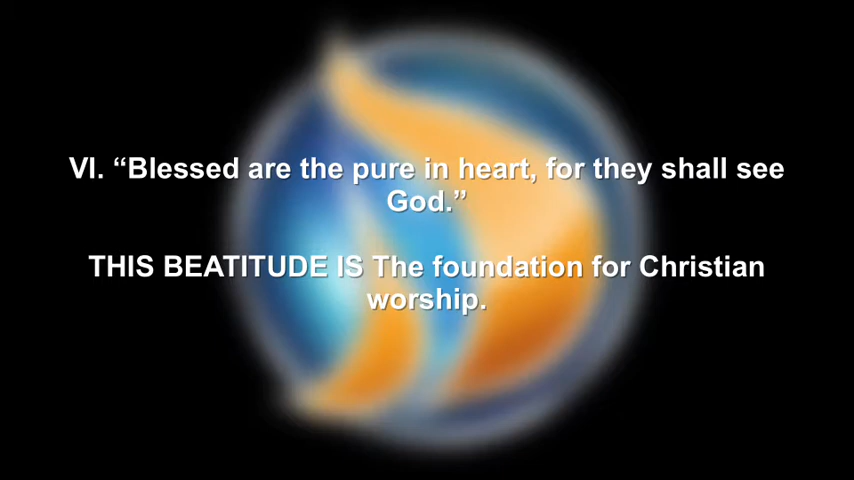 VI. “Blessed are the pure in heart, for they shall see
God.”
THIS BEATITUDE IS The foundation for Christian
worship.